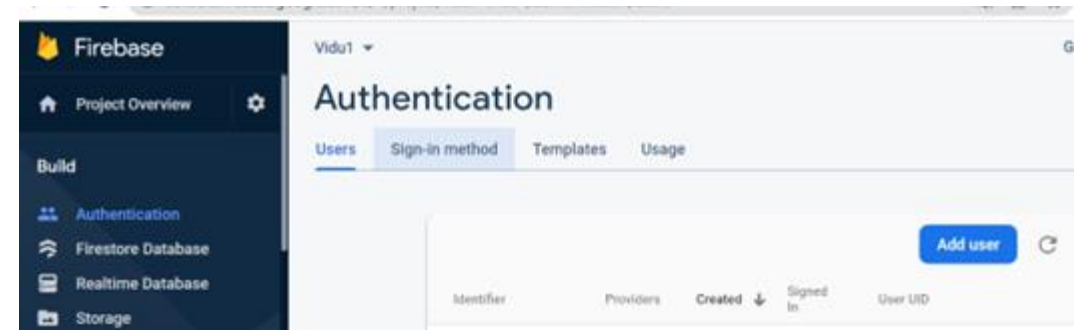 Firebase
Project Overview
Build
Authentication
Firestore Database
Realtime Database
Storage
Vidu1
G
Authentication
Users Sign-in method Templates Usage
Add user
Identifier Providers Created Signed In User UID